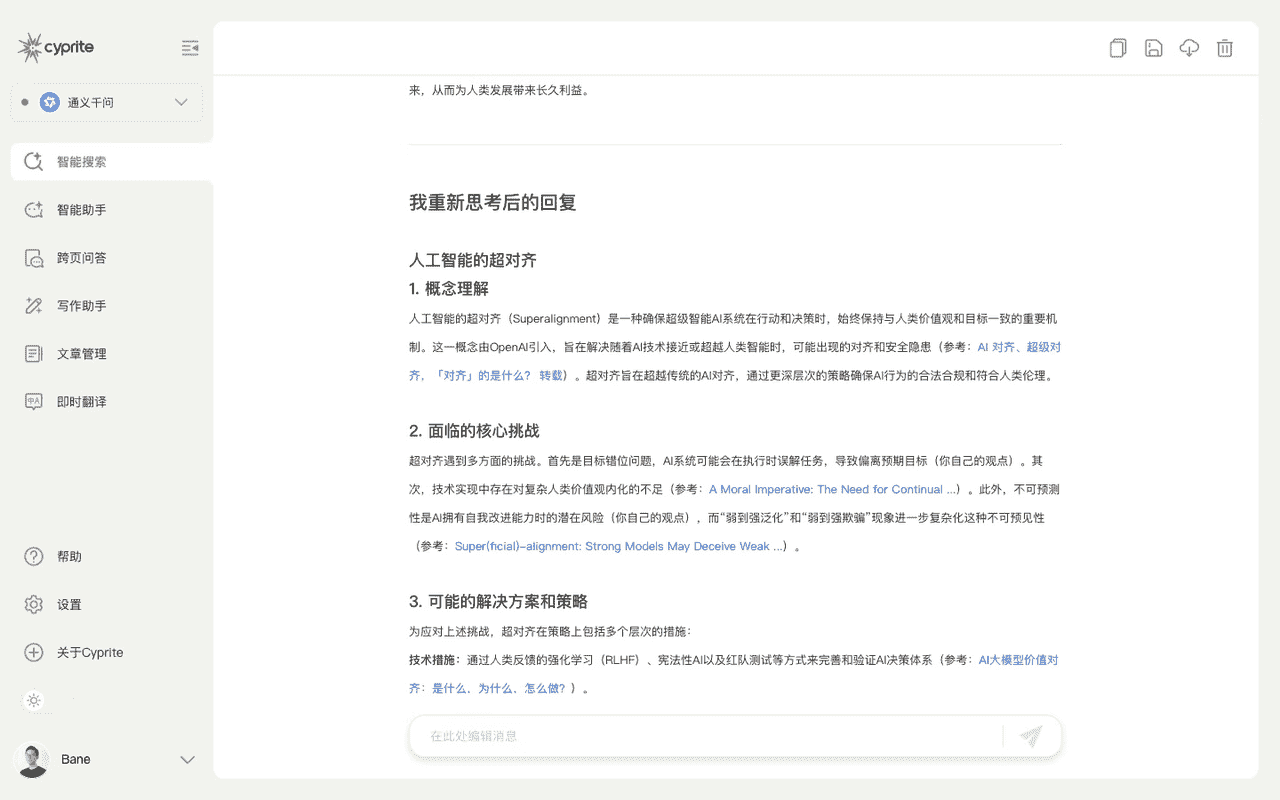 cyprite
通义千问
智能搜索
智能助手
跨页问答
写作助手
文章管理
即时翻译
帮助
设置
关于Cyprite
Bane
来，从而为人类发展带来长久利益。
我重新思考后的回复
人工智能的超对齐
1. 概念理解
人工智能的超对齐（Superalignment）是一种确保超级智能AI系统在行动和决策时，始终保持与人类价值观和目标一致的重要机
制。这一概念由OpenAI引入，旨在解决随着AI技术接近或超越人类智能时，可能出现的对齐和安全隐患（参考：AI 对齐、超级对
齐，「对齐」的是什么？ 转载）。超对齐旨在超越传统的AI对齐，通过更深层次的策略确保AI行为的合法合规和符合人类伦理。
2. 面临的核心挑战
超对齐遇到多方面的挑战。首先是目标错位问题，AI系统可能会在执行时误解任务，导致偏离预期目标（你自己的观点）。其
次，技术实现中存在对复杂人类价值观内化的不足（参考：A Moral Imperative: The Need for Continual ...）。此外，不可预测
性是AI拥有自我改进能力时的潜在风险（你自己的观点），而“弱到强泛化”和“弱到强欺骗”现象进一步复杂化这种不可预见性
（参考：Super(ficial)-alignment: Strong Models May Deceive Weak ...）。
3. 可能的解决方案和策略
为应对上述挑战，超对齐在策略上包括多个层次的措施：
技术措施：通过人类反馈的强化学习（RLHF）、宪法性AI以及红队测试等方式来完善和验证AI决策体系（参考：AI大模型价值对
齐：是什么，为什么，怎么做？）。
在此处编辑消息